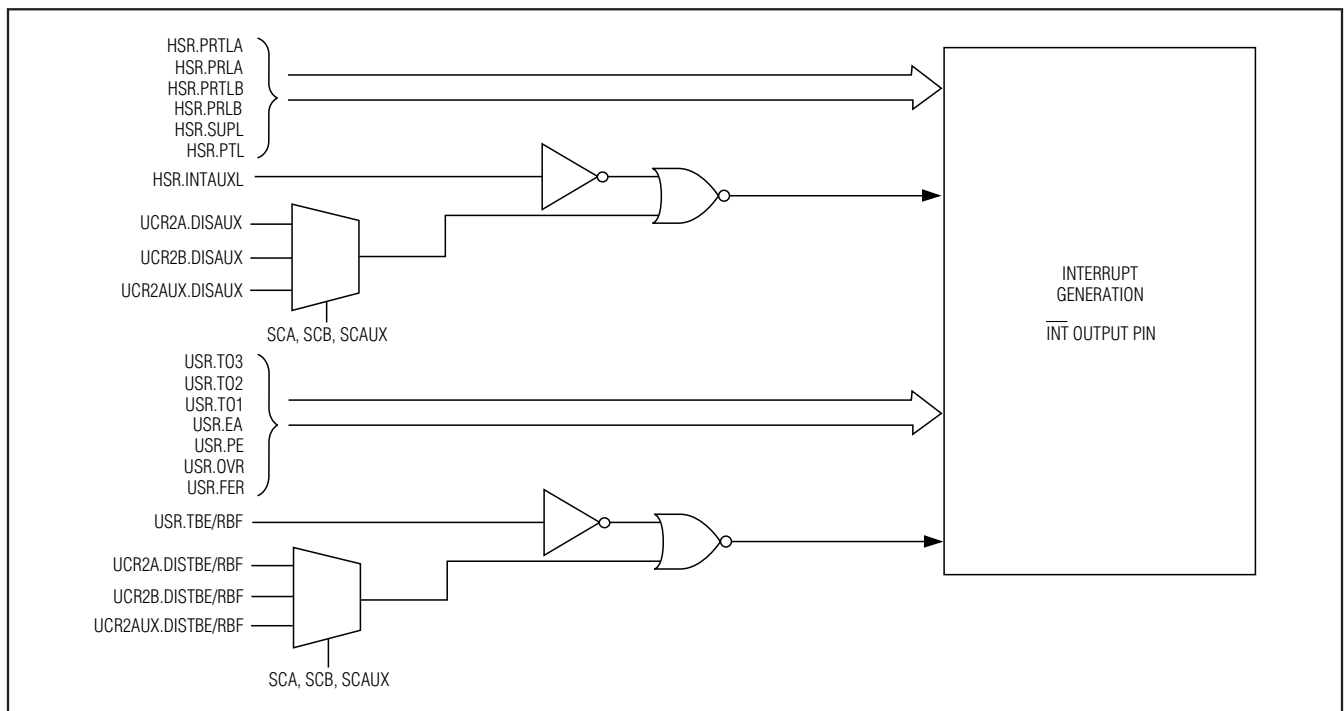 HSR.PRTLA
HSR.PRLA
HSR.PRTLB
HSR.PRLB
HSR.SUPL
HSR.PTL
HSR.INTAUXL
UCR2A.DISAUX
UCR2B.DISAUX
UCR2AUX.DISAUX
SCA, SCB, SCAUX
USR.TO3
USR.TO2
USR.TO1
USR.EA
USR.PE
USR.OVR
USR.FER
USR.TBE/RBF
UCR2A.DISTBE/RBF
UCR2B.DISTBE/RBF
UCR2AUX.DISTBE/RBF
SCA, SCB, SCAUX
INTERRUPT
GENERATION
INT OUTPUT PIN